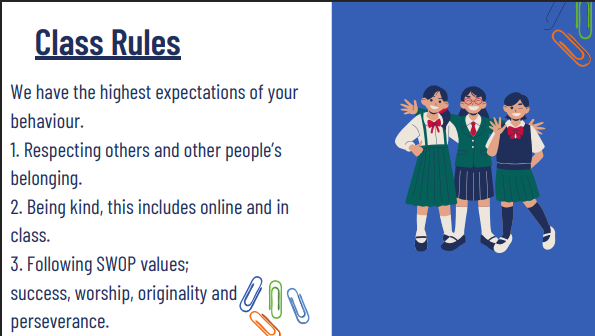 Class Rules
We have the highest expectations of your
behaviour.
1. Respecting others and other people's
belonging.
2. Being kind, this includes online and in
class.
3. Following SWOP values;
success, worship, originality and
perseverance.